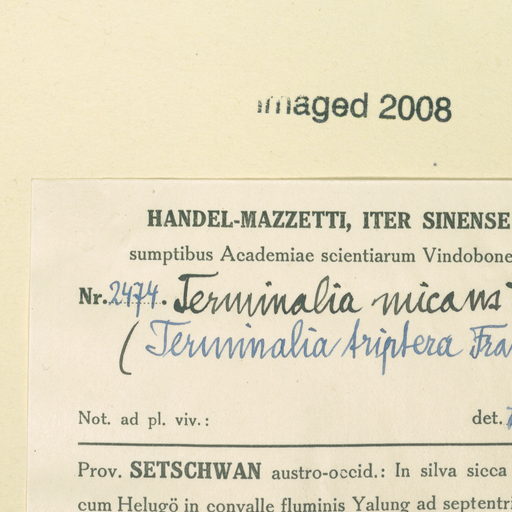 imaged 2008
HANDEL-MAZZETTI, ITER SINENSE
sumptibus Academiae scientiarum Vindobone
Nr. 2474. Terminalia micans
(Terminalia triptera Fra
Not. ad pl. viv.: det.
Prov. SETSCHWAN austro-occid.: In silva sicca
cum Helugö in convalle fluminis Yalung ad septentri